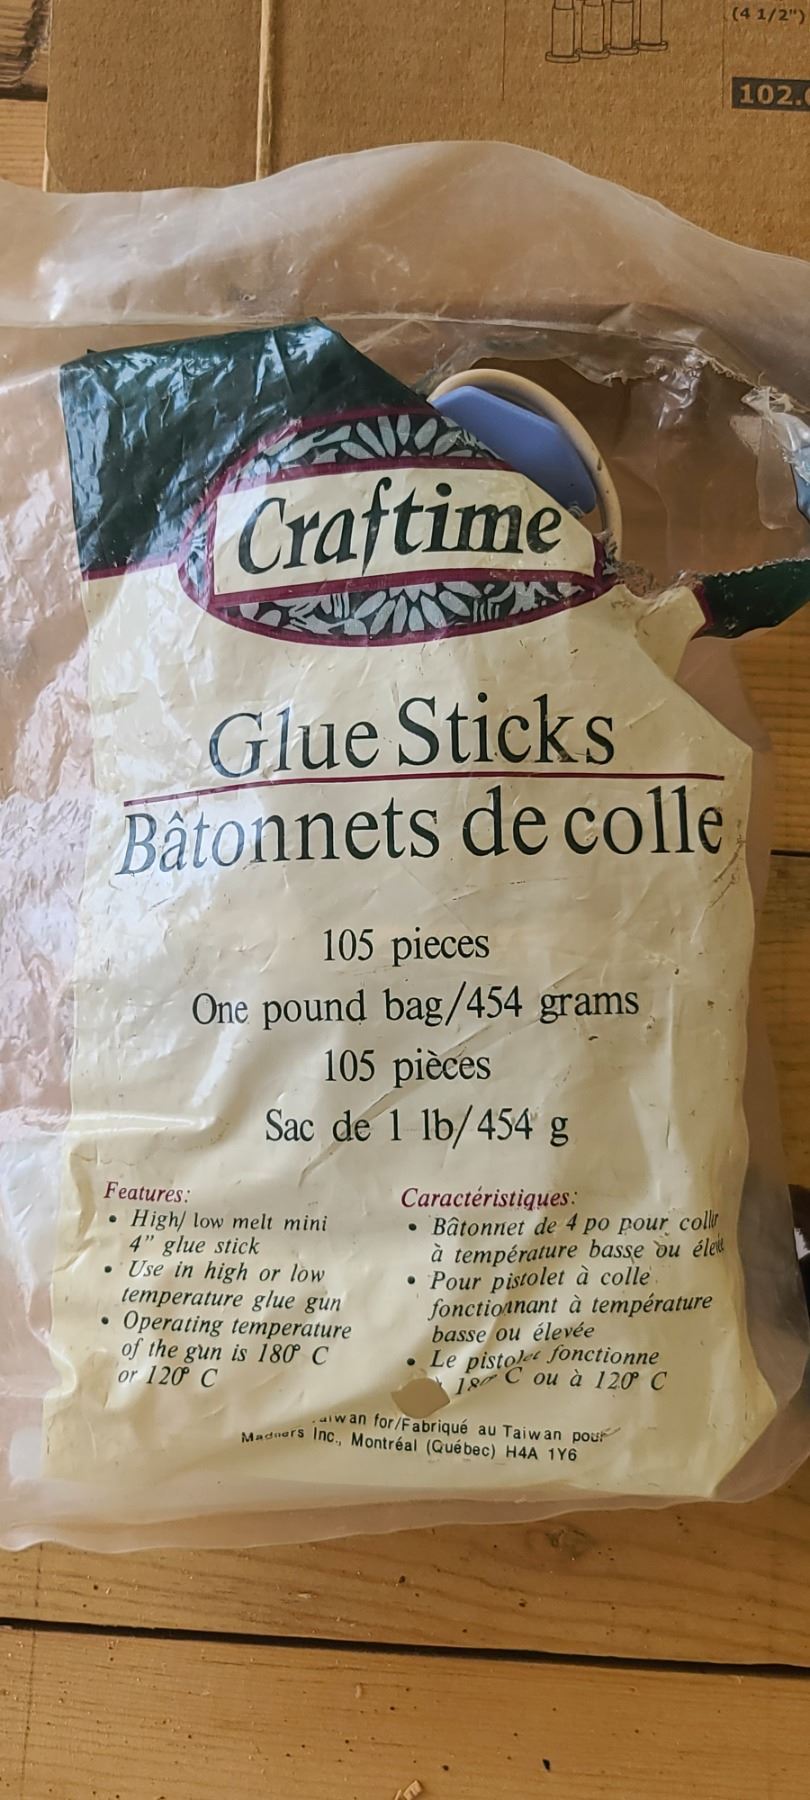 (4 1/2")
102.
Craftime
Glue Sticks
Bâtonnets de colle
105 pieces
One pound bag/454 grams
105 pièces
Sac de 1 lb/454 g
Features:
• High/ low melt mini
4" glue stick
• Use in high or low
temperature glue gun
• Operating temperature
of the gun is 180° C
or 120° C
Caractéristiques:
• Bâtonnet de 4 po pour
à température basse ou
• Pour pistolet à colle
fonctionnant à température
basse ou élevée
• Le pistolet fonctionne
C ou à 120° C
for/Fabriqué au Taiwan pour
Inc., Montréal (Québec) H4A 1Y6